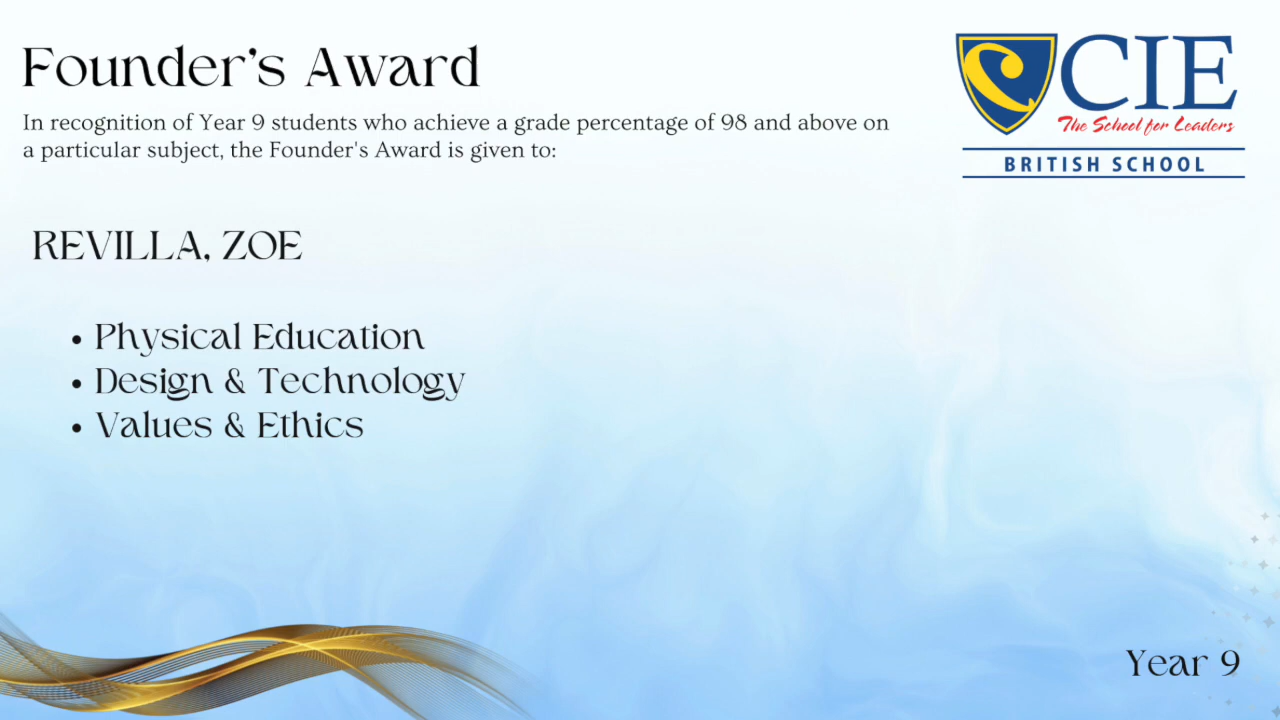 Founder's Award
In recognition of Year 9 students who achieve a grade percentage of 98 and above on
a particular subject, the Founder's Award is given to:
CIE
The School for Leaders
BRITISH SCHOOL
REVILLA, ZOE
• Physical Education
• Design & Technology
• Values & Ethics
Year 9